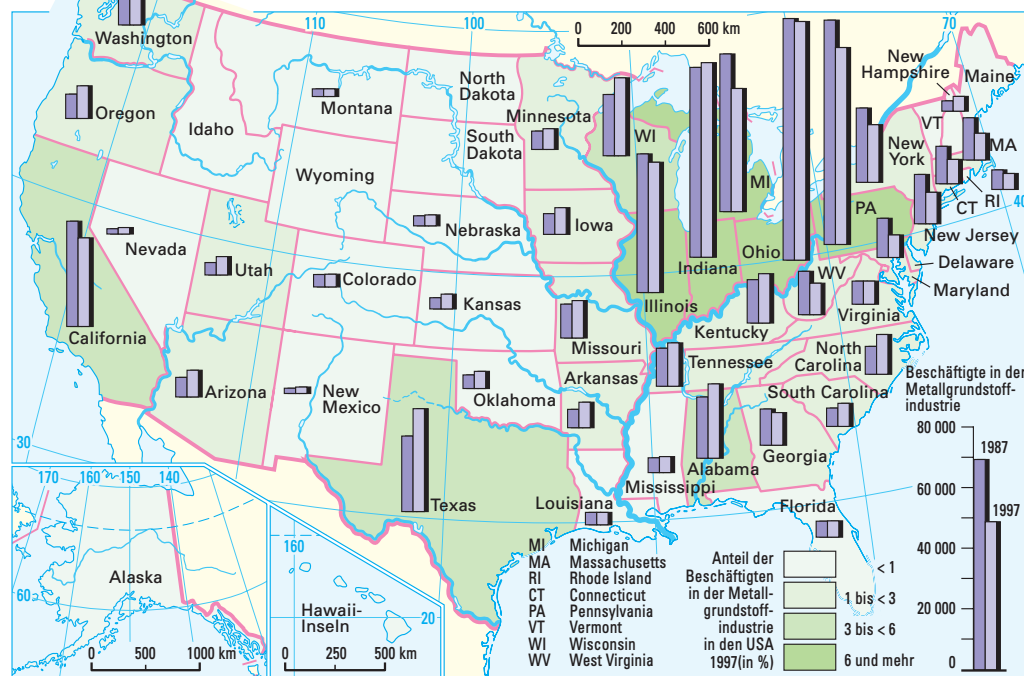 110
100
70
0 200 400 600 km
Washington
Oregon
Idaho
Montana
North
Dakota
South
Dakota
Minnesota
Wyoming
WI
MI
New
Hampshire
Maine
VT
MA
New
York
CT
RI
40
PA
New Jersey
Delaware
Maryland
Nevada
Utah
Colorado
Nebraska
Iowa
Kansas
Missouri
Illinois
Indiana
Ohio
WV
Virginia
Kentucky
California
Arizona
New
Mexico
Oklahoma
Arkansas
Tennessee
North
Carolina
South Carolina
Georgia
Alabama
Mississippi
Louisiana
Texas
Florida
30
170 160 150 140
Alaska
60
0 500 1000 km
160
Hawaii-
Inseln
20
0 250 500 km
MI Michigan
MA Massachusetts
RI Rhode Island
CT Connecticut
PA Pennsylvania
VT Vermont
WI Wisconsin
WV West Virginia
Anteil der
Beschäftigten
in der Metall-
grundstoff-
industrie
in den USA
1997(in %)
< 1
1 bis < 3
3 bis < 6
6 und mehr
Beschäftigte in der
Metallgrundstoff-
industrie
80 000
60 000
40 000
20 000
0
1987
1997